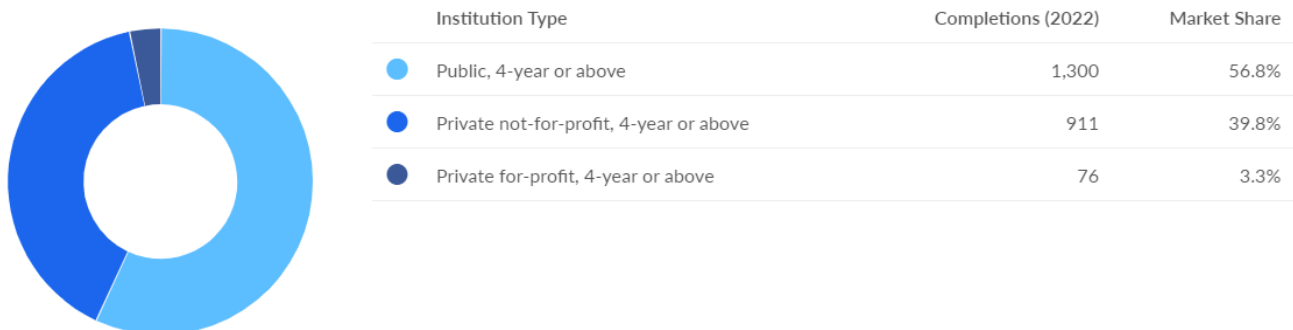 Institution Type Completions (2022) Market Share
Public, 4-year or above 1,300 56.8%
Private not-for-profit, 4-year or above 911 39.8%
Private for-profit, 4-year or above 76 3.3%